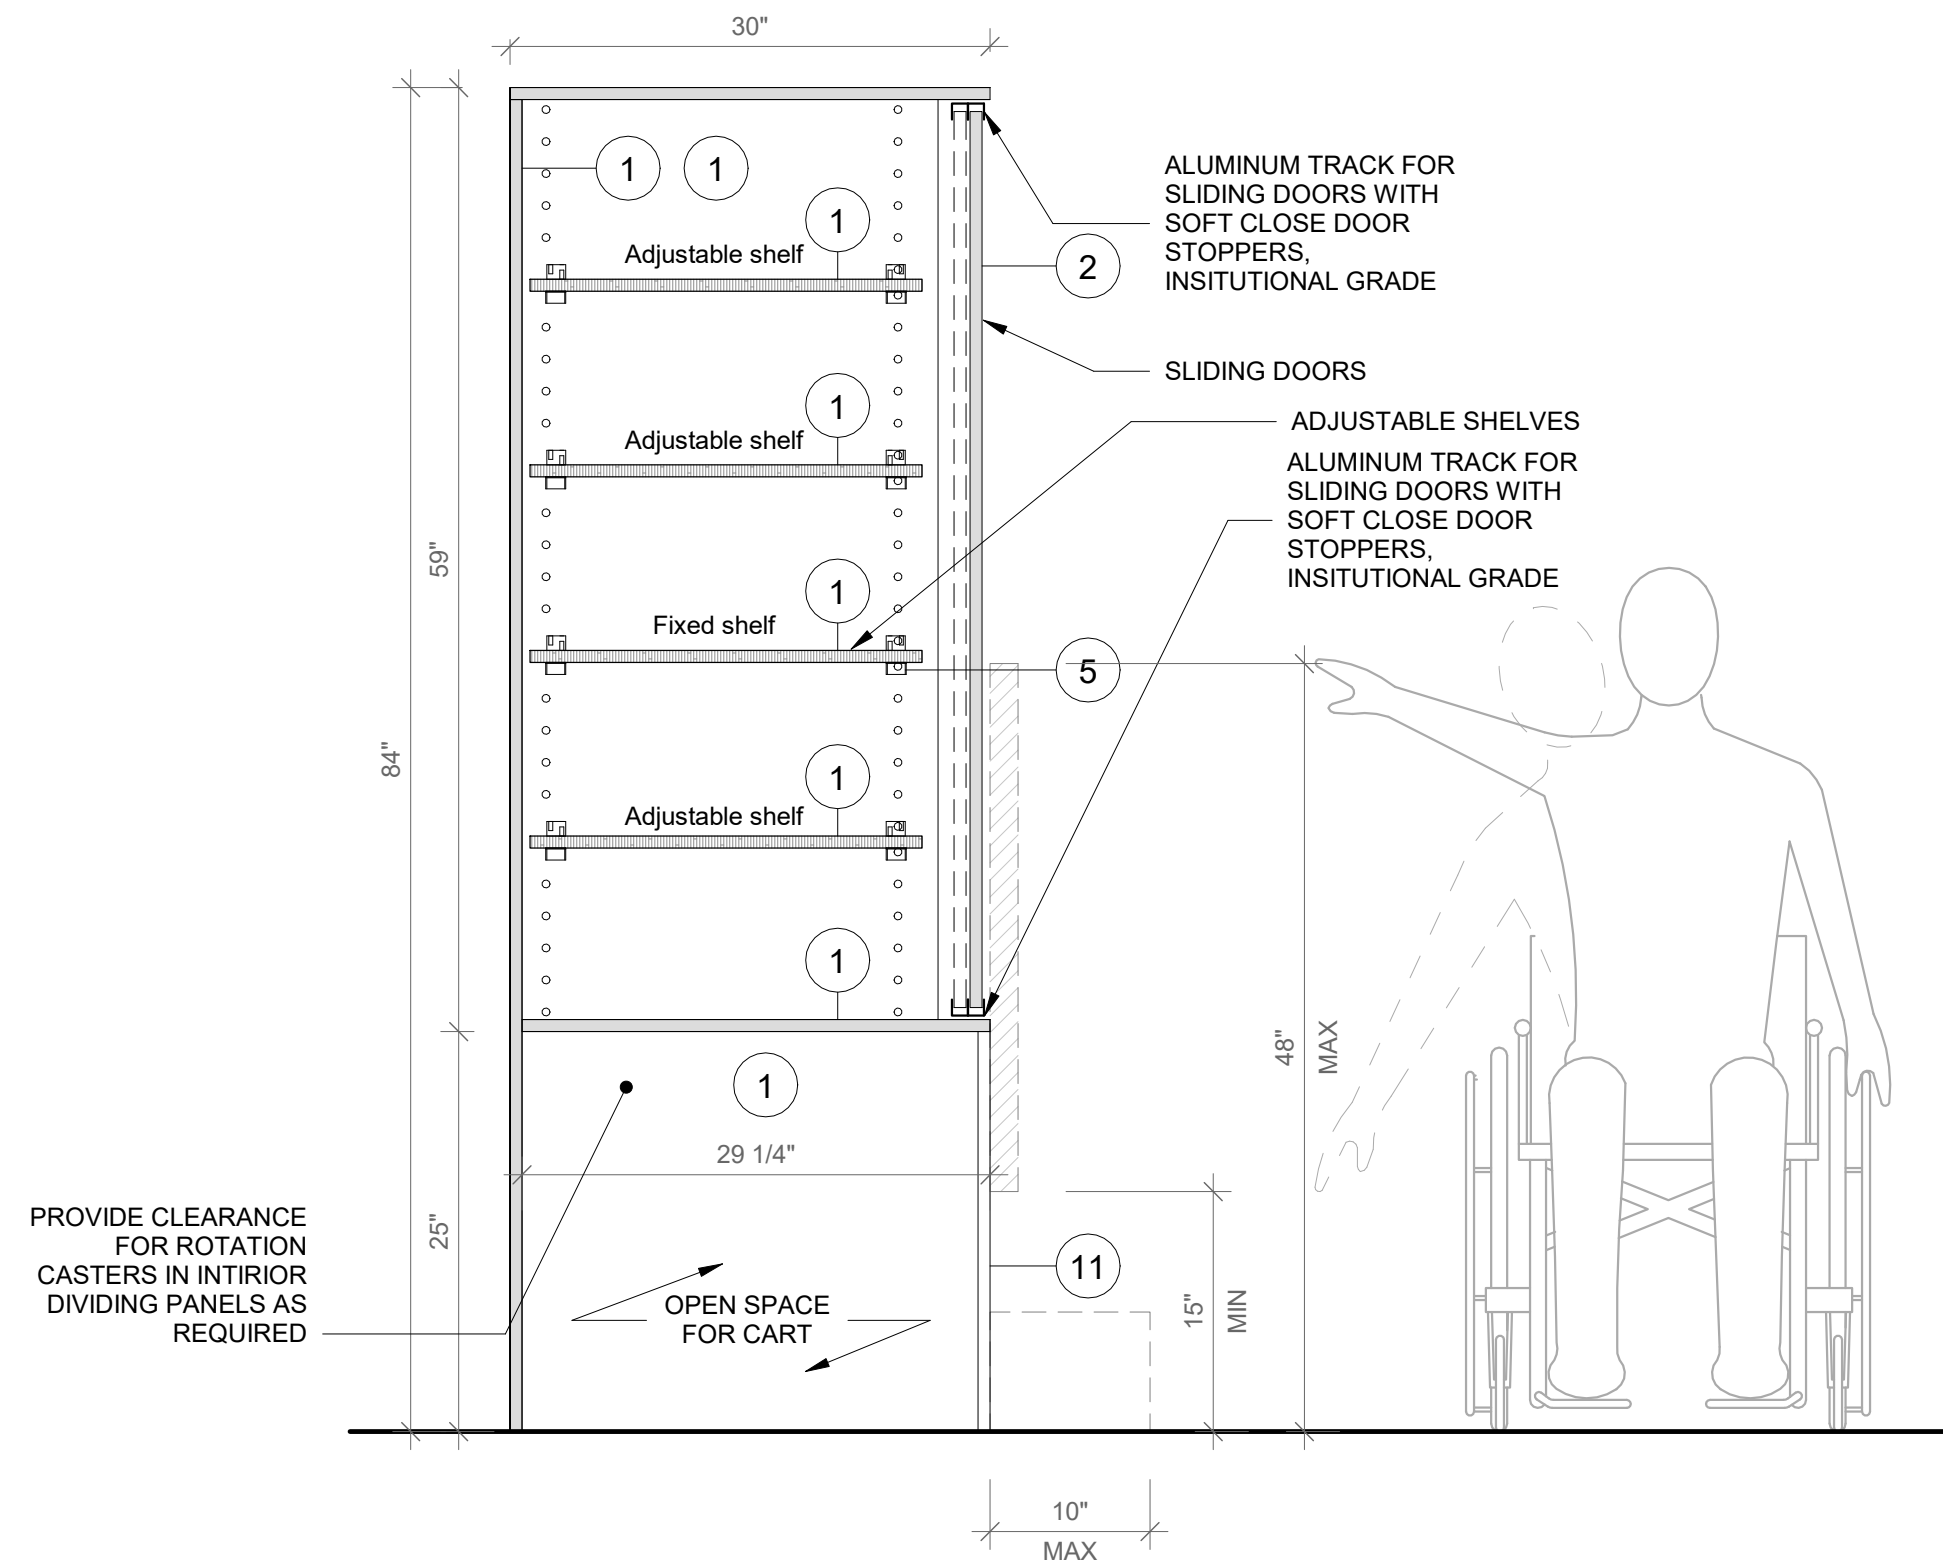 30"
1
1
1
Adjustable shelf
ALUMINUM TRACK FOR
SLIDING DOORS WITH
SOFT CLOSE DOOR
STOPPERS,
INSITUTIONAL GRADE
2
SLIDING DOORS
1
Adjustable shelf
ADJUSTABLE SHELVES
ALUMINUM TRACK FOR
SLIDING DOORS WITH
SOFT CLOSE DOOR
STOPPERS,
INSITUTIONAL GRADE
59"
1
Fixed shelf
5
84"
1
Adjustable shelf
1
48"
MAX
1
29 1/4"
PROVIDE CLEARANCE
FOR ROTATION
CASTERS IN INTIRIOR
DIVIDING PANELS AS
REQUIRED
25"
11
OPEN SPACE
FOR CART
15"
MIN
10"
MAX